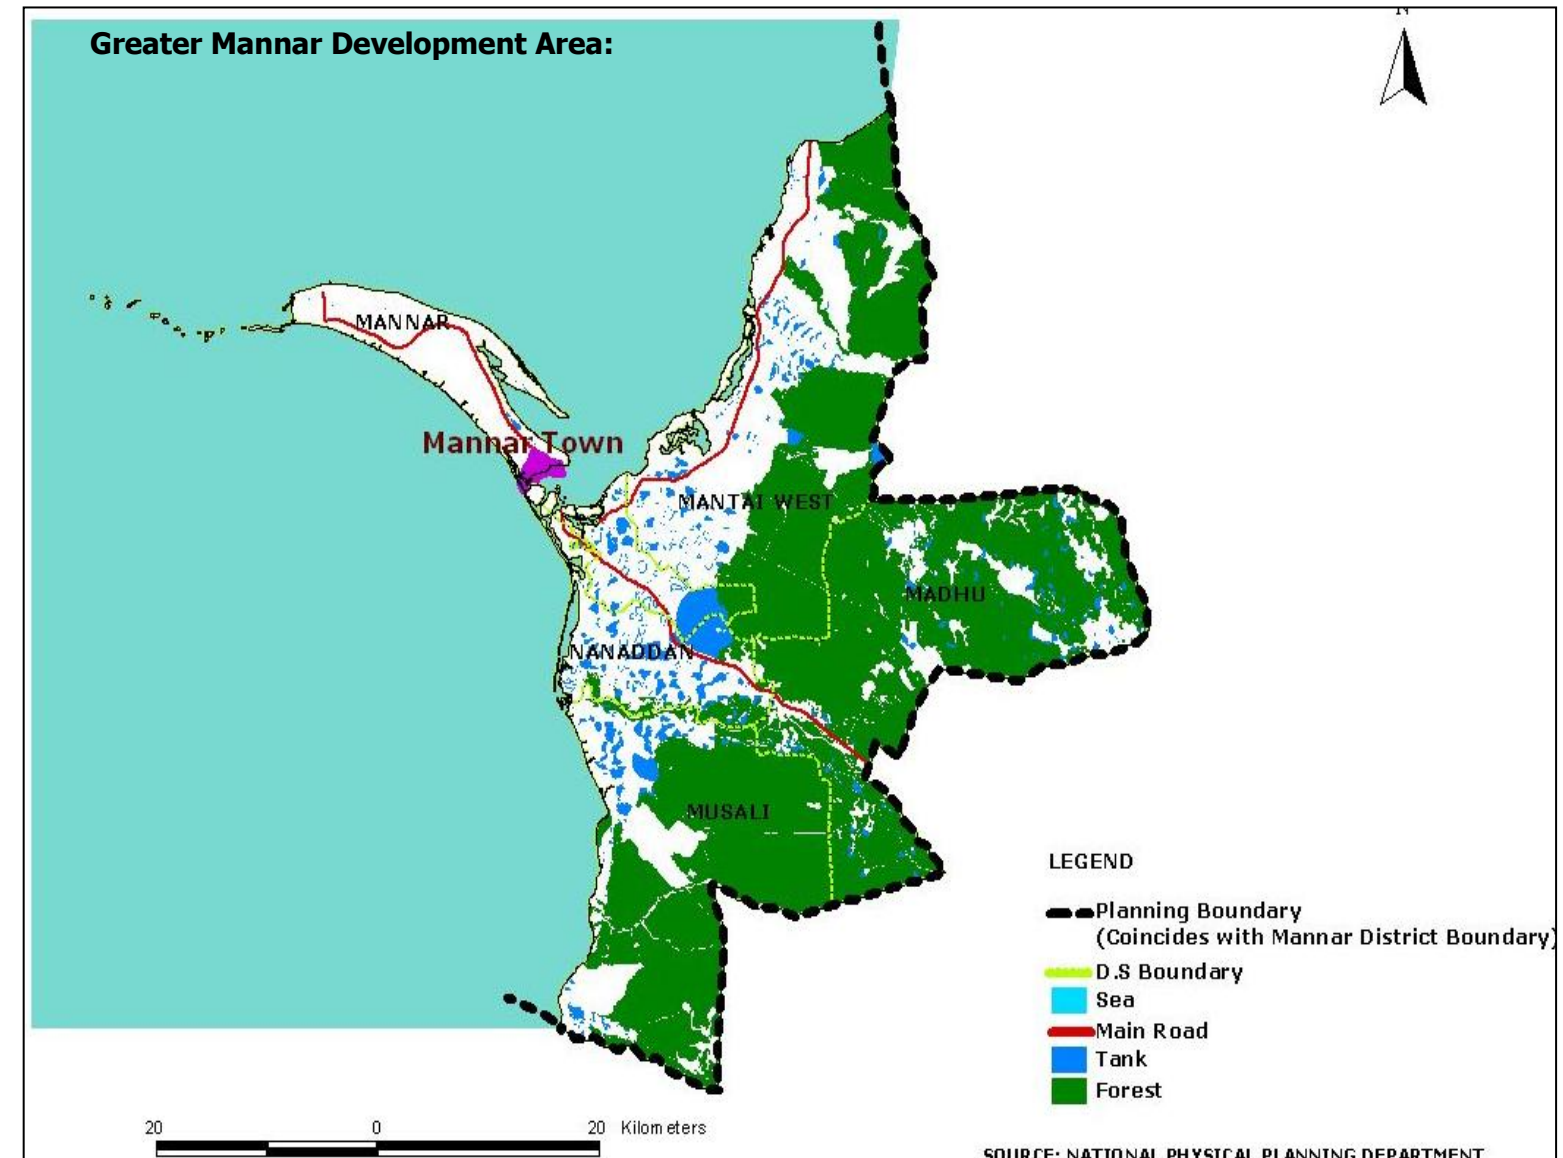 N
Greater Mannar Development Area:
MANNAR
Mannar Town
MANTAI WEST
MADHU
NANADDAN
MUSALI
LEGEND
Planning Boundary
(Coincides with Mannar District Boundary)
D.S Boundary
Sea
Main Road
Tank
Forest
20 0 20 Kilometers
SOURCE: NATIONAL PHYSICAL PLANNING DEPARTMENT